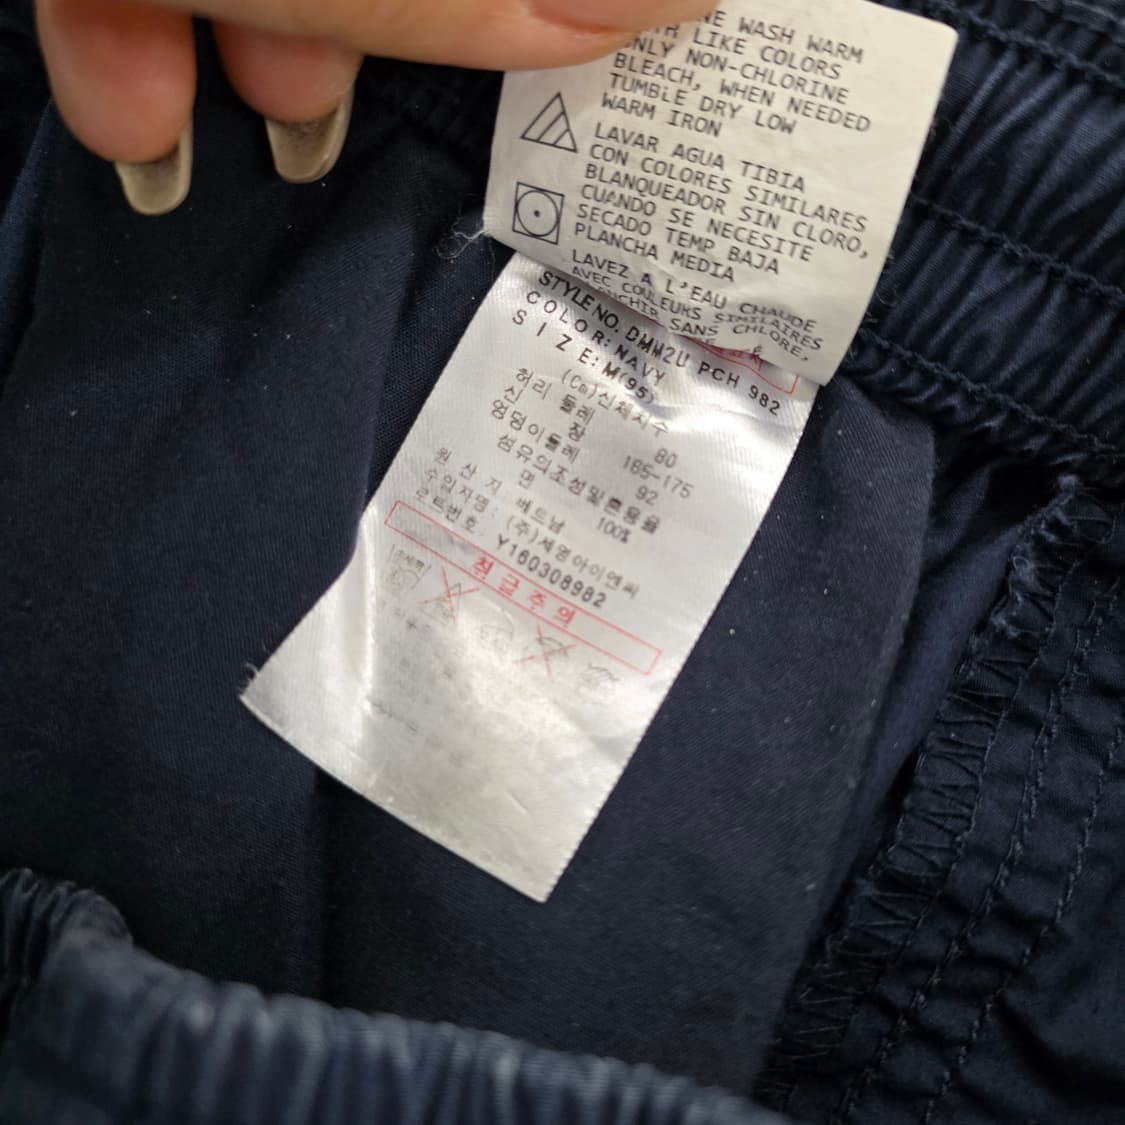 NE WASH WARM
LIKE COLORS
ONLY NON-CHLORINE
BLEACH, WHEN NEEDED
TUMBLE DRY LOW
WARM IRON
LAVAR AGUA TIBIA
CON COLORES SIMILARES
BLANQUEADOR SIN CLORO,
CUANDO SE NECESITE
SECADO TEMP BAJA
PLANCHA MEDIA
LAVEZ A L'EAU CHAUDE
AVEC COULEURS SIMILAIRES
SANS CHLORE,
STYLE NO. DMM2U PCH 982
COLOR: NAVY
SIZE: M(95)
(Cm)신체치수
허리 둘레 80
신 장 165-175
엉덩이둘레 92
섬유의조성및혼용율
면 100%
원 산 지: 베트남
수입자명: (주)세영아이엔씨
로트번호: Y160308982
취급주의